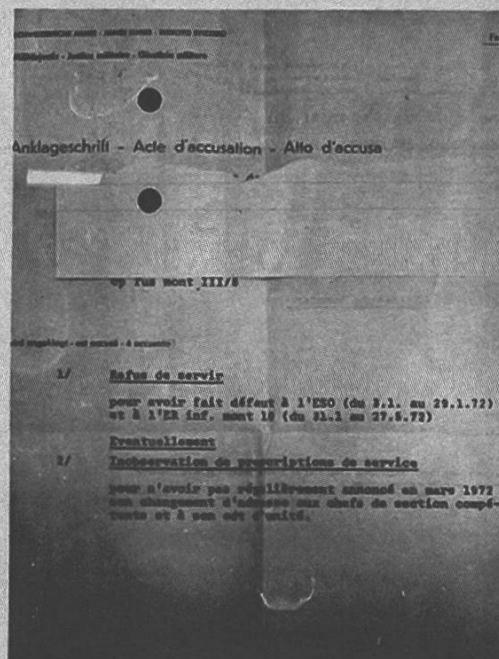 Anklageschrift - Acte d'accusation - Atto d'accusa
cp fus mont III/8
1/ Refus de servir
pour avoir fait défaut à l'ESO (du 3.1. au 29.1.72)
et à l'ER inf. mont 10 (du 31.1 au 27.5.72)
Eventuellement
2/ Inobservation de prescriptions de service
pour n'avoir pas régulièrement annoncé en mars 1972
son changement d'adresse aux chefs de section compé-
tents et à son cdt d'unité.